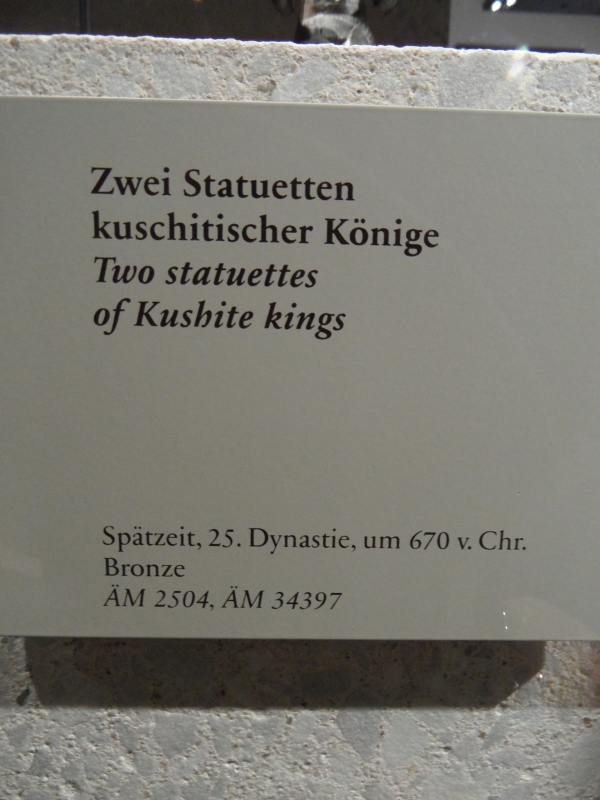 Zwei Statuetten
kuschitischer Könige
Two statuettes
of Kushite kings
Spätzeit, 25. Dynastie, um 670 v. Chr.
Bronze
ÄM 2504, ÄM 34397